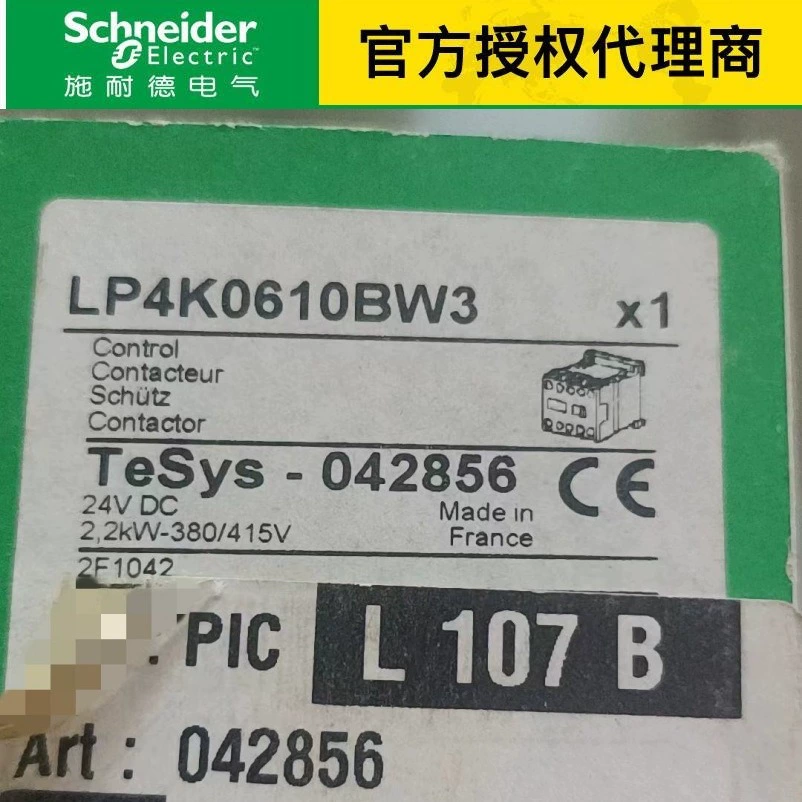 Schneider
Electric
施耐德电气
官方授权代理商
LP4K0610BW3 x1
Control
Contacteur
Schütz
Contactor
TeSys - 042856 CE
24V DC
2,2kW-380/415V
Made in
France
2F1042
PIC L 107 B
Art : 042856